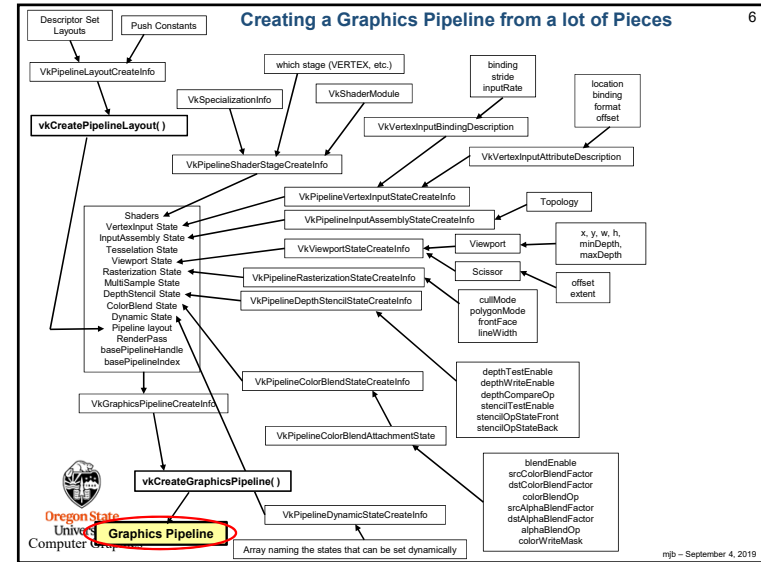 Creating a Graphics Pipeline from a lot of Pieces
6
Descriptor Set
Layouts
Push Constants
VkPipelineLayoutCreateInfo
vkCreatePipelineLayout( )
which stage (VERTEX, etc.)
VkSpecializationInfo
VkShaderModule
VkPipelineShaderStageCreateInfo
binding
stride
inputRate
location
binding
format
offset
VkVertexInputBindingDescription
VkVertexInputAttributeDescription
VkPipelineVertexInputStateCreateInfo
Topology
VkPipelineInputAssemblyStateCreateInfo
Shaders
VertexInput State
InputAssembly State
Tesselation State
Viewport State
Rasterization State
MultiSample State
DepthStencil State
ColorBlend State
Dynamic State
Pipeline layout
RenderPass
basePipelineHandle
basePipelineIndex
VkViewportStateCreateInfo
Viewport
x, y, w, h,
minDepth,
maxDepth
Scissor
offset
extent
VkPipelineRasterizationStateCreateInfo
cullMode
polygonMode
frontFace
lineWidth
VkPipelineDepthStencilStateCreateInfo
depthTestEnable
depthWriteEnable
depthCompareOp
stencilTestEnable
stencilOpStateFront
stencilOpStateBack
VkPipelineColorBlendStateCreateInfo
VkGraphicsPipelineCreateInfo
VkPipelineColorBlendAttachmentState
blendEnable
srcColorBlendFactor
dstColorBlendFactor
colorBlendOp
srcAlphaBlendFactor
dstAlphaBlendFactor
alphaBlendOp
colorWriteMask
vkCreateGraphicsPipeline( )
VkPipelineDynamicStateCreateInfo
Array naming the states that can be set dynamically
Graphics Pipeline
Oregon State
Computer
mjb – September 4, 2019